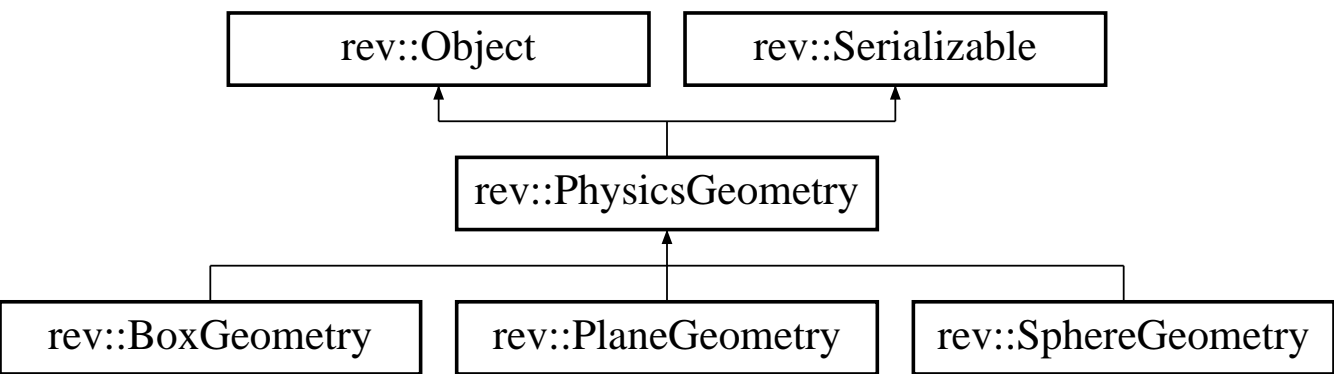 rev::Object
rev::Serializable
rev::PhysicsGeometry
rev::BoxGeometry
rev::PlaneGeometry
rev::SphereGeometry